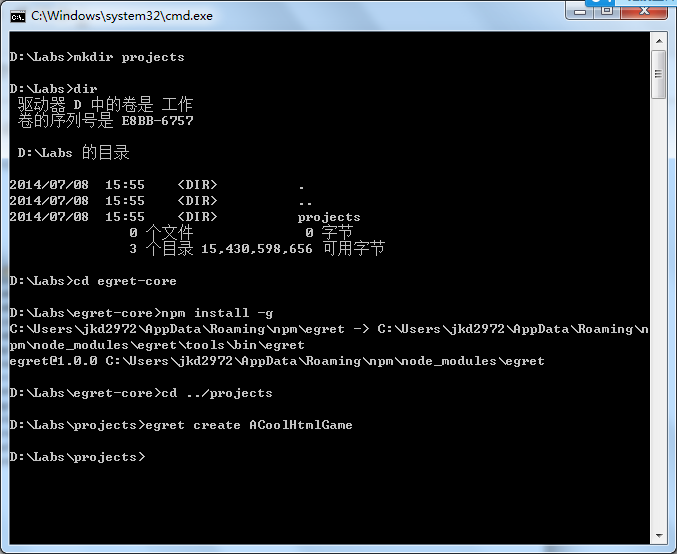 C:\Windows\system32\cmd.exe
D:\Labs>mkdir projects
D:\Labs>dir
驱动器 D 中的卷是 工作
卷的序列号是 E8BB-6757
D:\Labs 的目录
2014/07/08  15:55    <DIR>          .
2014/07/08  15:55    <DIR>          ..
2014/07/08  15:55    <DIR>          projects
0 个文件              0 字节
3 个目录 15,430,598,656 可用字节
D:\Labs>cd egret-core
D:\Labs\egret-core>npm install -g
C:\Users\jkd2972\AppData\Roaming\npm\egret -> C:\Users\jkd2972\AppData\Roaming\n
pm\node_modules\egret\tools\bin\egret
egret@1.0.0 C:\Users\jkd2972\AppData\Roaming\npm\node_modules\egret
D:\Labs\egret-core>cd ../projects
D:\Labs\projects>egret create ACoolHtmlGame
D:\Labs\projects>